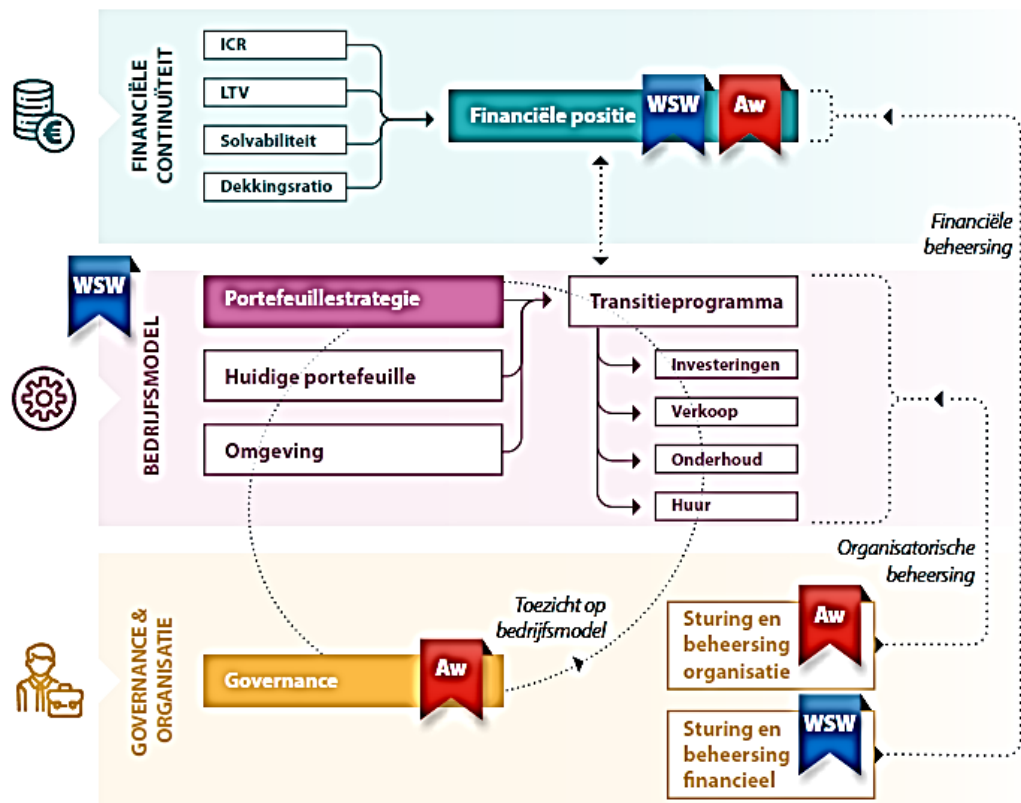 FINANCIËLE
CONTINUÏTEIT
ICR
LTV
Solvabiliteit
Dekkingsratio
Financiële positie
WSW
Aw
Financiële
beheersing
WSW
BEDRIJFSMODEL
Portefeuillestrategie
Huidige portefeuille
Omgeving
Transitieprogramma
Investeringen
Verkoop
Onderhoud
Huur
Organisatorische
beheersing
GOVERNANCE &
ORGANISATIE
Governance
Aw
Toezicht op
bedrijfsmodel
Sturing en
beheersing
organisatie
Aw
Sturing en
beheersing
financieel
WSW